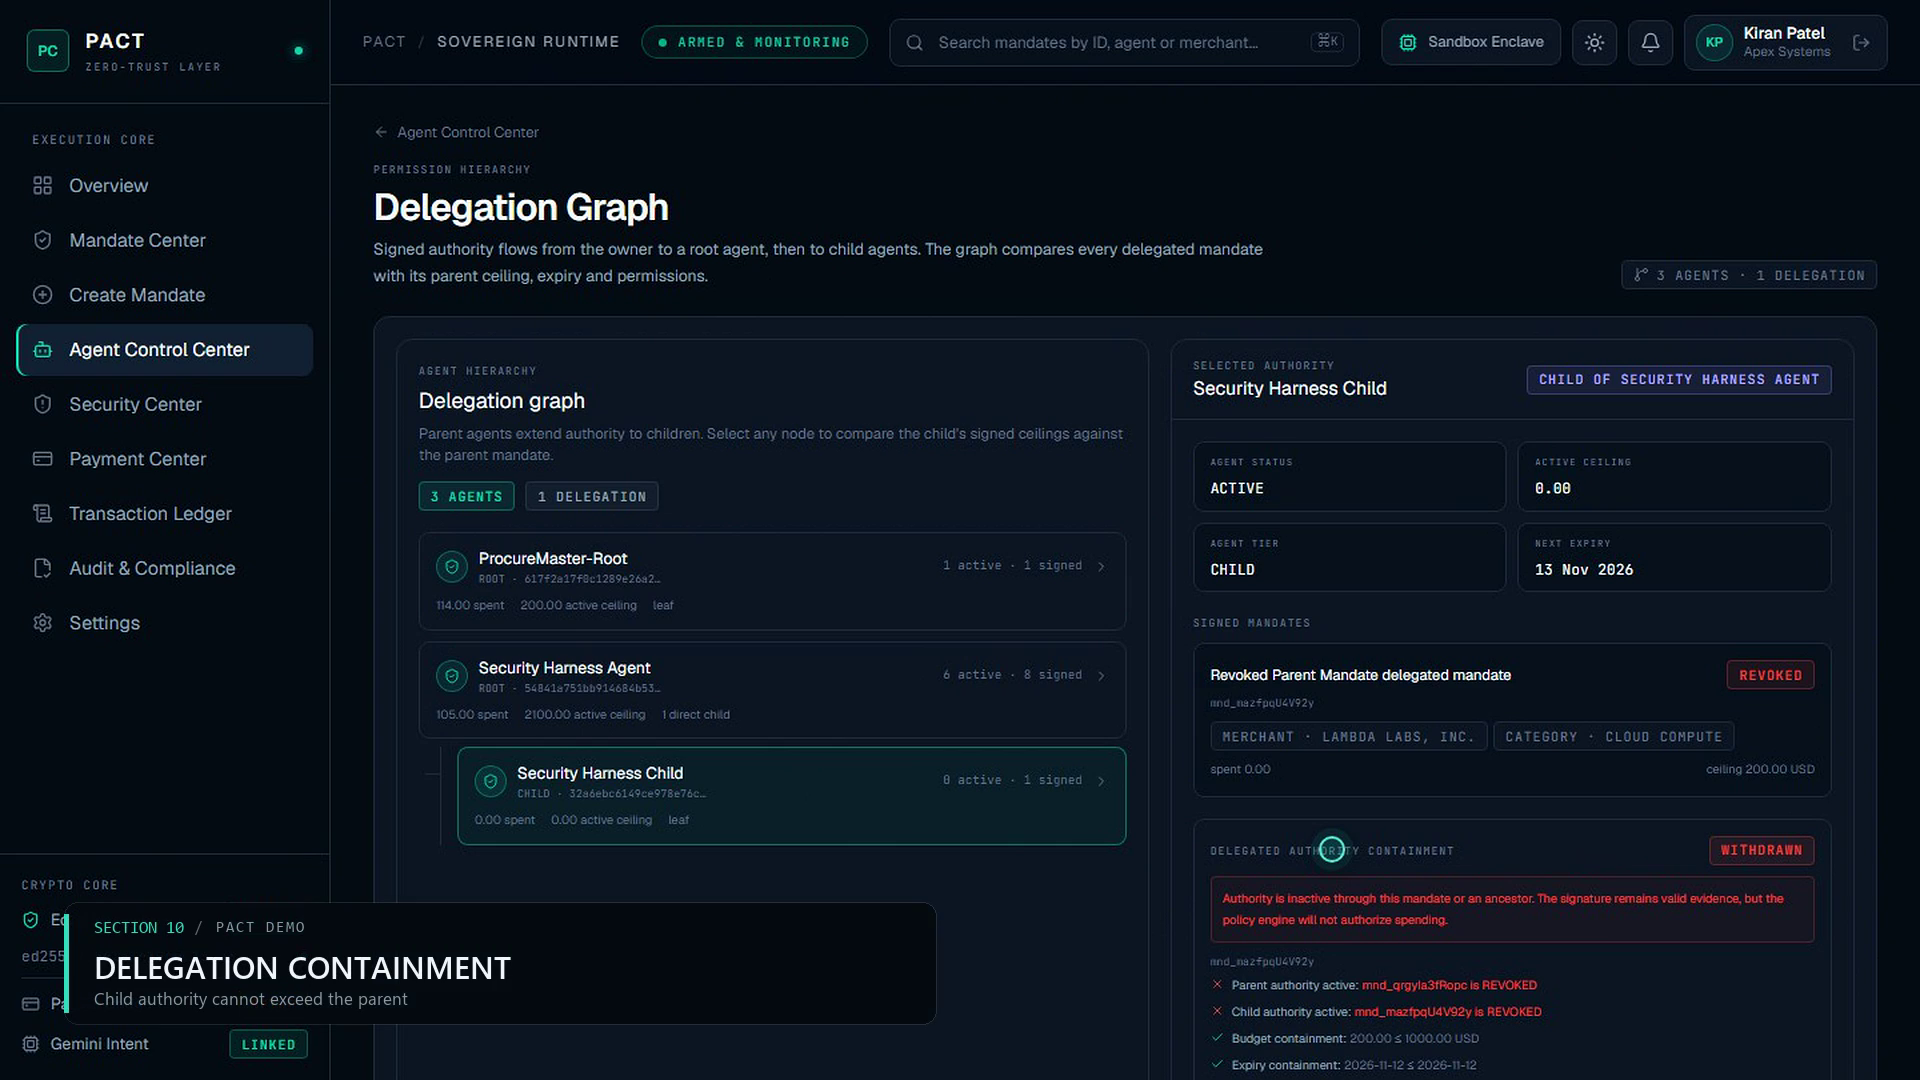 PC
PACT
ZERO-TRUST LAYER
PACT / SOVEREIGN RUNTIME
ARMED & MONITORING
Search mandates by ID, agent or merchant...
⌘K
Sandbox Enclave
KP
Kiran Patel
Apex Systems
EXECUTION CORE
Overview
Mandate Center
Create Mandate
Agent Control Center
Security Center
Payment Center
Transaction Ledger
Audit & Compliance
Settings
CRYPTO CORE
ed255
Gemini Intent
LINKED
← Agent Control Center
PERMISSION HIERARCHY
Delegation Graph
Signed authority flows from the owner to a root agent, then to child agents. The graph compares every delegated mandate
with its parent ceiling, expiry and permissions.
3 AGENTS · 1 DELEGATION
AGENT HIERARCHY
Delegation graph
Parent agents extend authority to children. Select any node to compare the child's signed ceilings against
the parent mandate.
3 AGENTS
1 DELEGATION
ProcureMaster-Root
1 active · 1 signed
ROOT · 617f2a17f0c1289e26a2…
114.00 spent 200.00 active ceiling leaf
Security Harness Agent
6 active · 8 signed
ROOT · 54841a751bb914684b53…
105.00 spent 2100.00 active ceiling 1 direct child
Security Harness Child
0 active · 1 signed
CHILD · 32a6ebc6149ce978e76c…
0.00 spent 0.00 active ceiling leaf
SELECTED AUTHORITY
Security Harness Child
CHILD OF SECURITY HARNESS AGENT
AGENT STATUS
ACTIVE
ACTIVE CEILING
0.00
AGENT TIER
CHILD
NEXT EXPIRY
13 Nov 2026
SIGNED MANDATES
Revoked Parent Mandate delegated mandate
REVOKED
mnd_mazfpqU4V92y
MERCHANT · LAMBDA LABS, INC.
CATEGORY · CLOUD COMPUTE
spent 0.00
ceiling 200.00 USD
DELEGATED AUTHORITY CONTAINMENT
WITHDRAWN
Authority is inactive through this mandate or an ancestor. The signature remains valid evidence, but the
policy engine will not authorize spending.
mnd_mazfpqU4V92y
Parent authority active: mnd_qrgyla3fRopc is REVOKED
Child authority active: mnd_mazfpqU4V92y is REVOKED
Budget containment: 200.00 ≤ 1000.00 USD
Expiry containment: 2026-11-12 ≤ 2026-11-12
SECTION 10 / PACT DEMO
DELEGATION CONTAINMENT
Child authority cannot exceed the parent